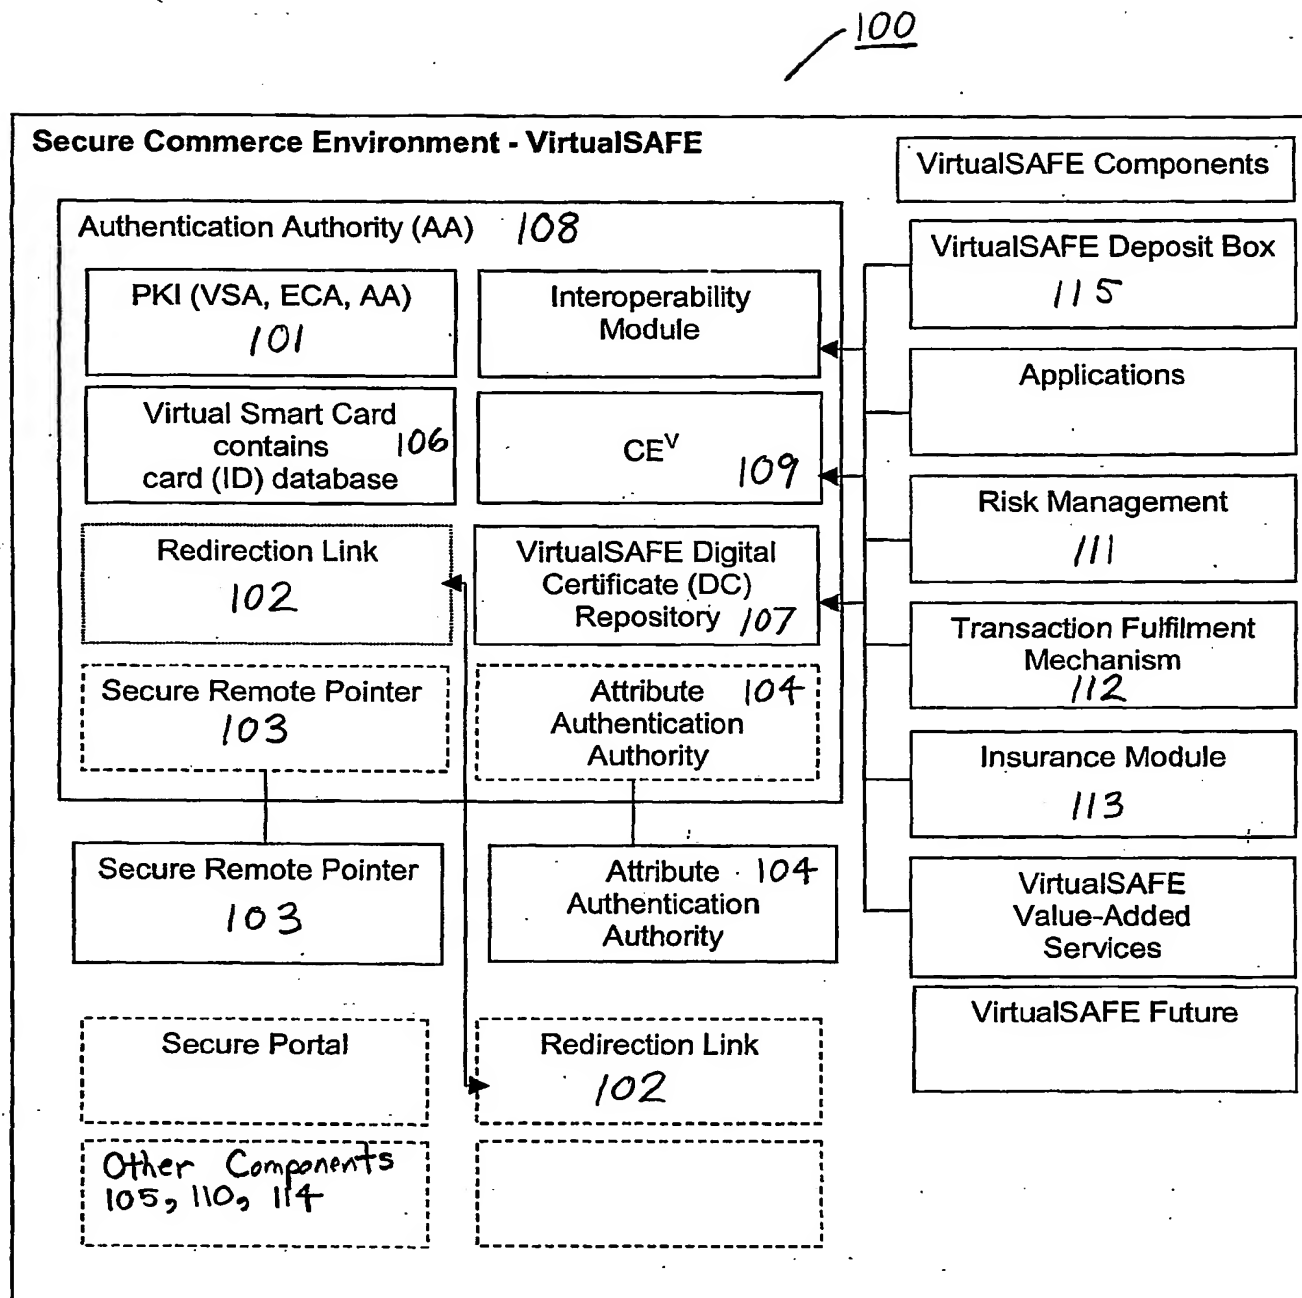 100
Secure Commerce Environment - VirtualSAFE
Authentication Authority (AA) 108
PKI (VSA, ECA, AA)
101
Interoperability
Module
Virtual Smart Card
contains 106
card (ID) database
CEV
109
Redirection Link
102
VirtualSAFE Digital
Certificate (DC)
Repository 107
Secure Remote Pointer
103
Attribute 104
Authentication
Authority
Secure Remote Pointer
103
Attribute 104
Authentication
Authority
Secure Portal
Redirection Link
102
Other Components
105, 110, 114
VirtualSAFE Components
VirtualSAFE Deposit Box
115
Applications
Risk Management
111
Transaction Fulfilment
Mechanism
112
Insurance Module
113
VirtualSAFE
Value-Added
Services
VirtualSAFE Future